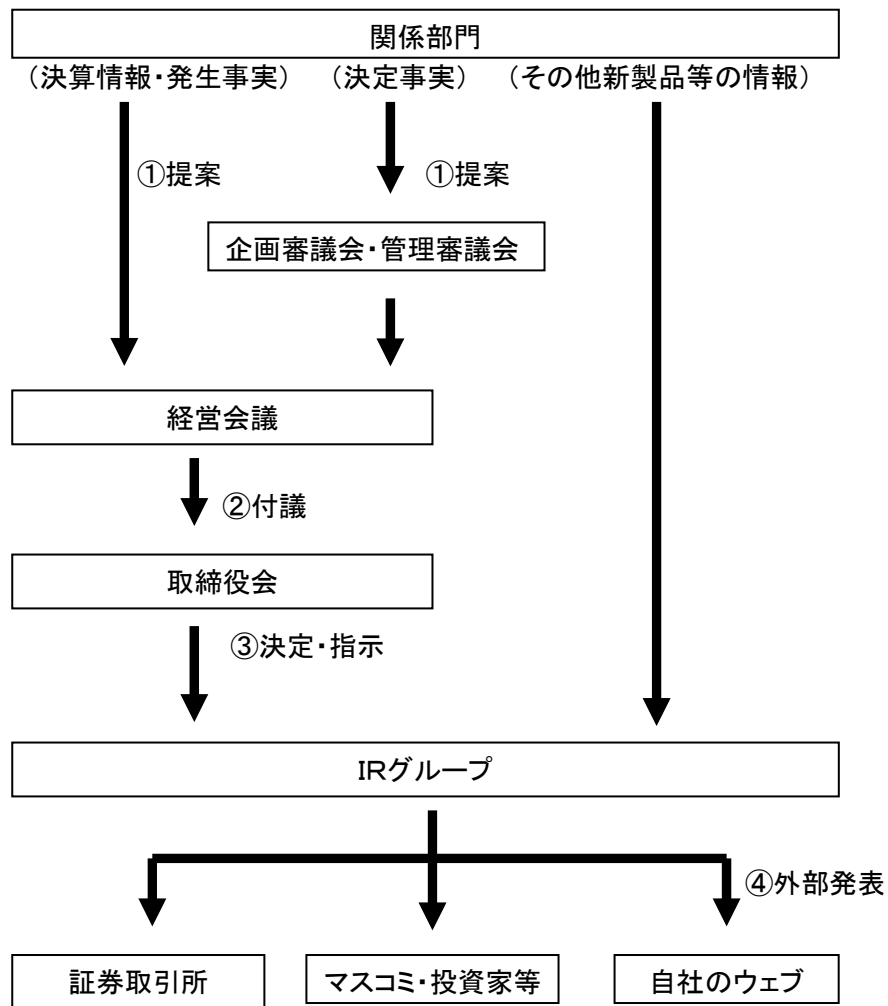 関係部門
（決算情報・発生事実） （決定事実） （その他新製品等の情報）
①提案 ①提案
企画審議会・管理審議会
経営会議
②付議
取締役会
③決定・指示
IRグループ
④外部発表
証券取引所 マスコミ・投資家等 自社のウェブ